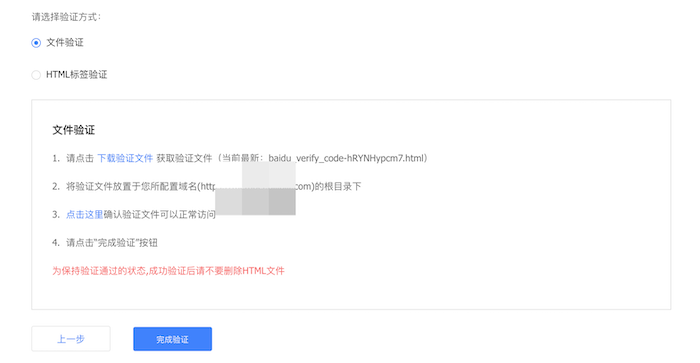 请选择验证方式:
文件验证
HTML标签验证
文件验证
1. 请点击 下载验证文件 获取验证文件（当前最新：baidu_verify_code-hRYNHypcm7.html）
2. 将验证文件放置于您所配置域名(http com)的根目录下
3. 点击这里确认验证文件可以正常访问
4. 请点击“完成验证”按钮
为保持验证通过的状态,成功验证后请不要删除HTML文件
上一步
完成验证